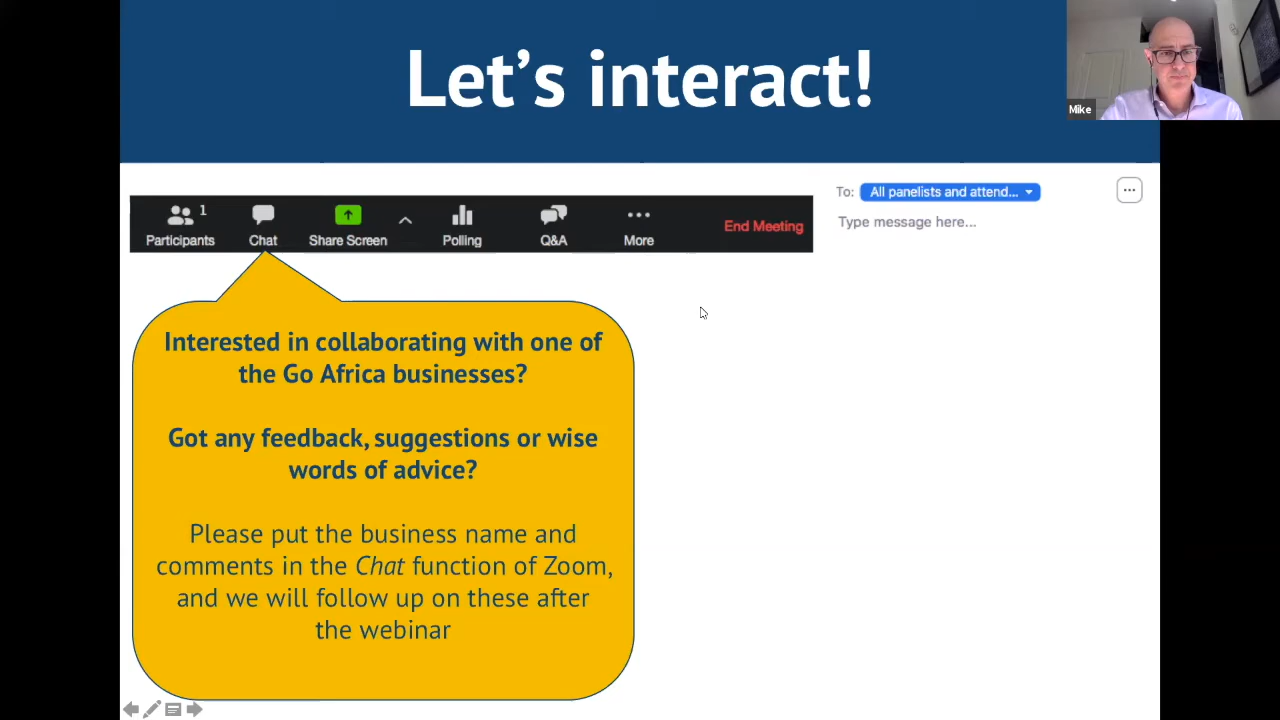 Let's interact!
Mike
To: All panelists and attend...
Type message here...
1
Participants Chat Share Screen Polling Q&A More End Meeting
Interested in collaborating with one of
the Go Africa businesses?
Got any feedback, suggestions or wise
words of advice?
Please put the business name and
comments in the Chat function of Zoom,
and we will follow up on these after
the webinar